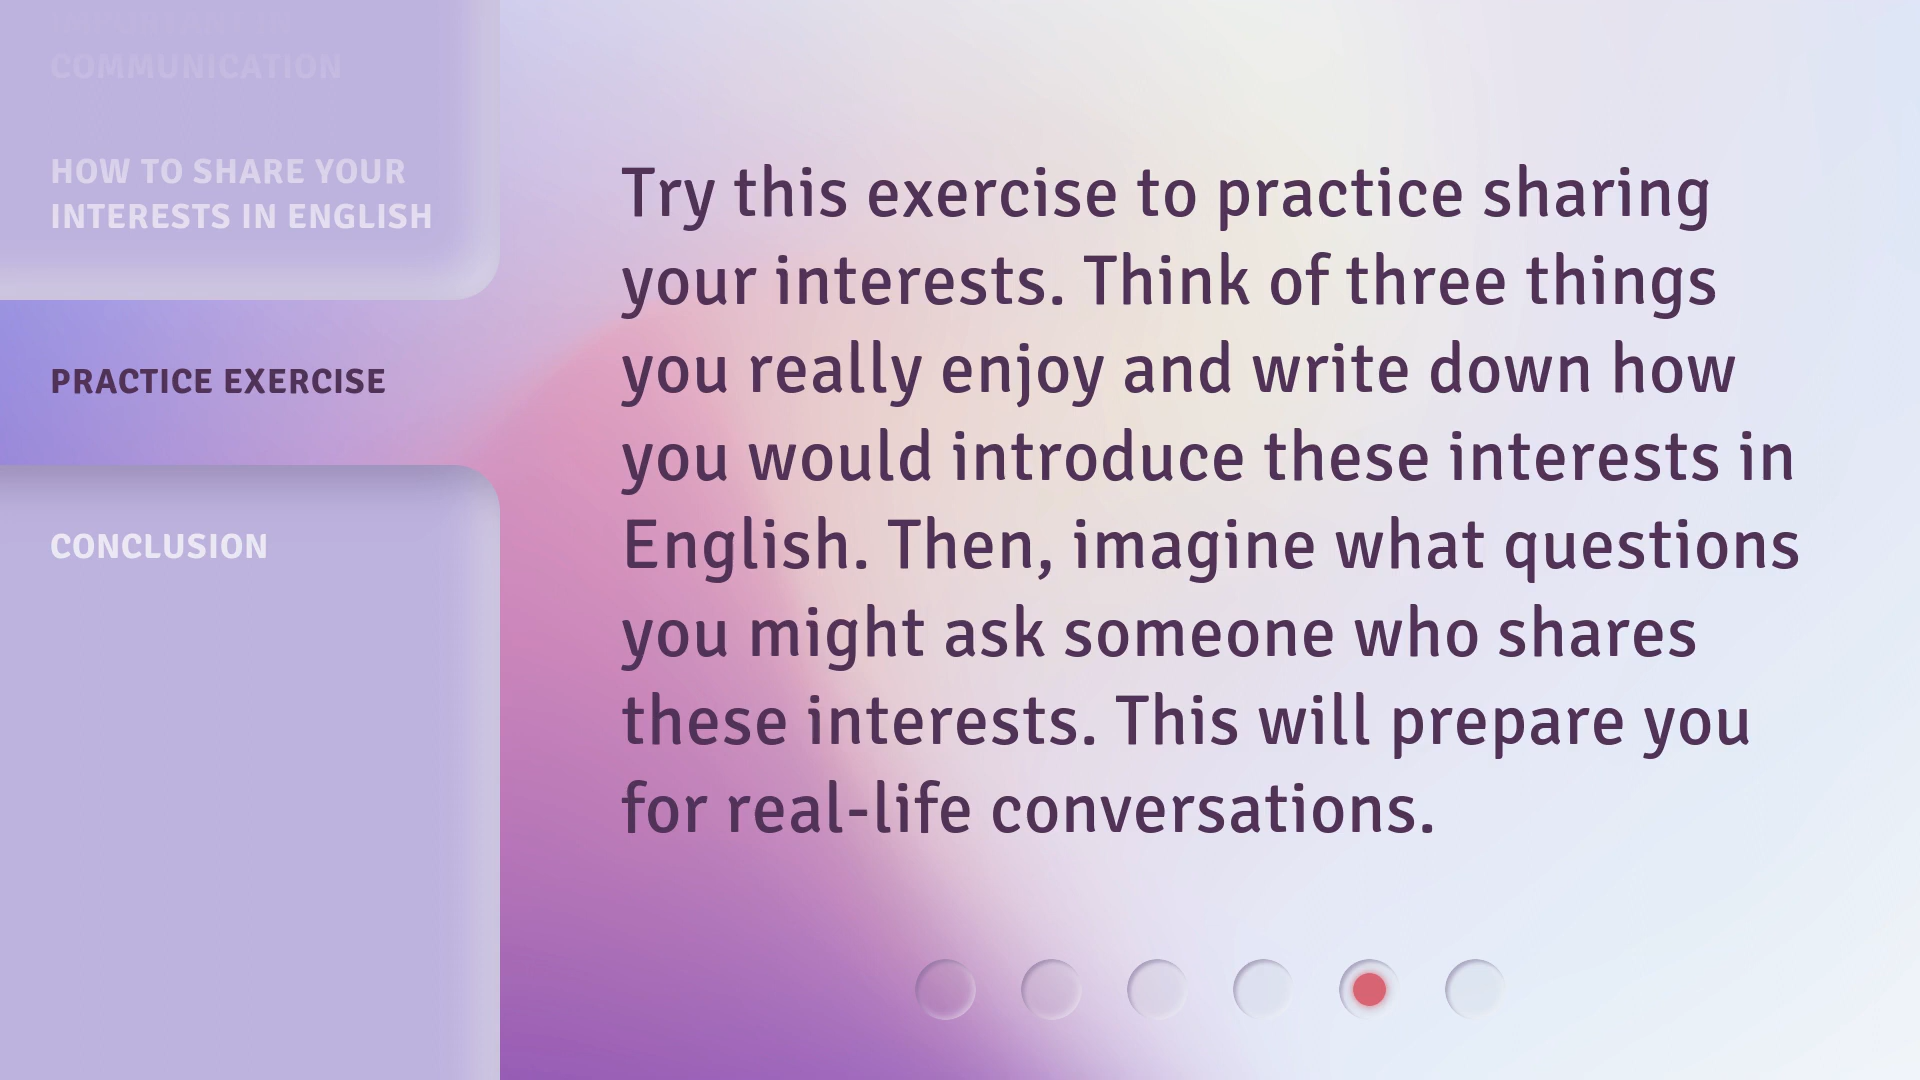 COMMUNICATION
HOW TO SHARE YOUR
INTERESTS IN ENGLISH
PRACTICE EXERCISE
CONCLUSION
Try this exercise to practice sharing
your interests. Think of three things
you really enjoy and write down how
you would introduce these interests in
English. Then, imagine what questions
you might ask someone who shares
these interests. This will prepare you
for real-life conversations.